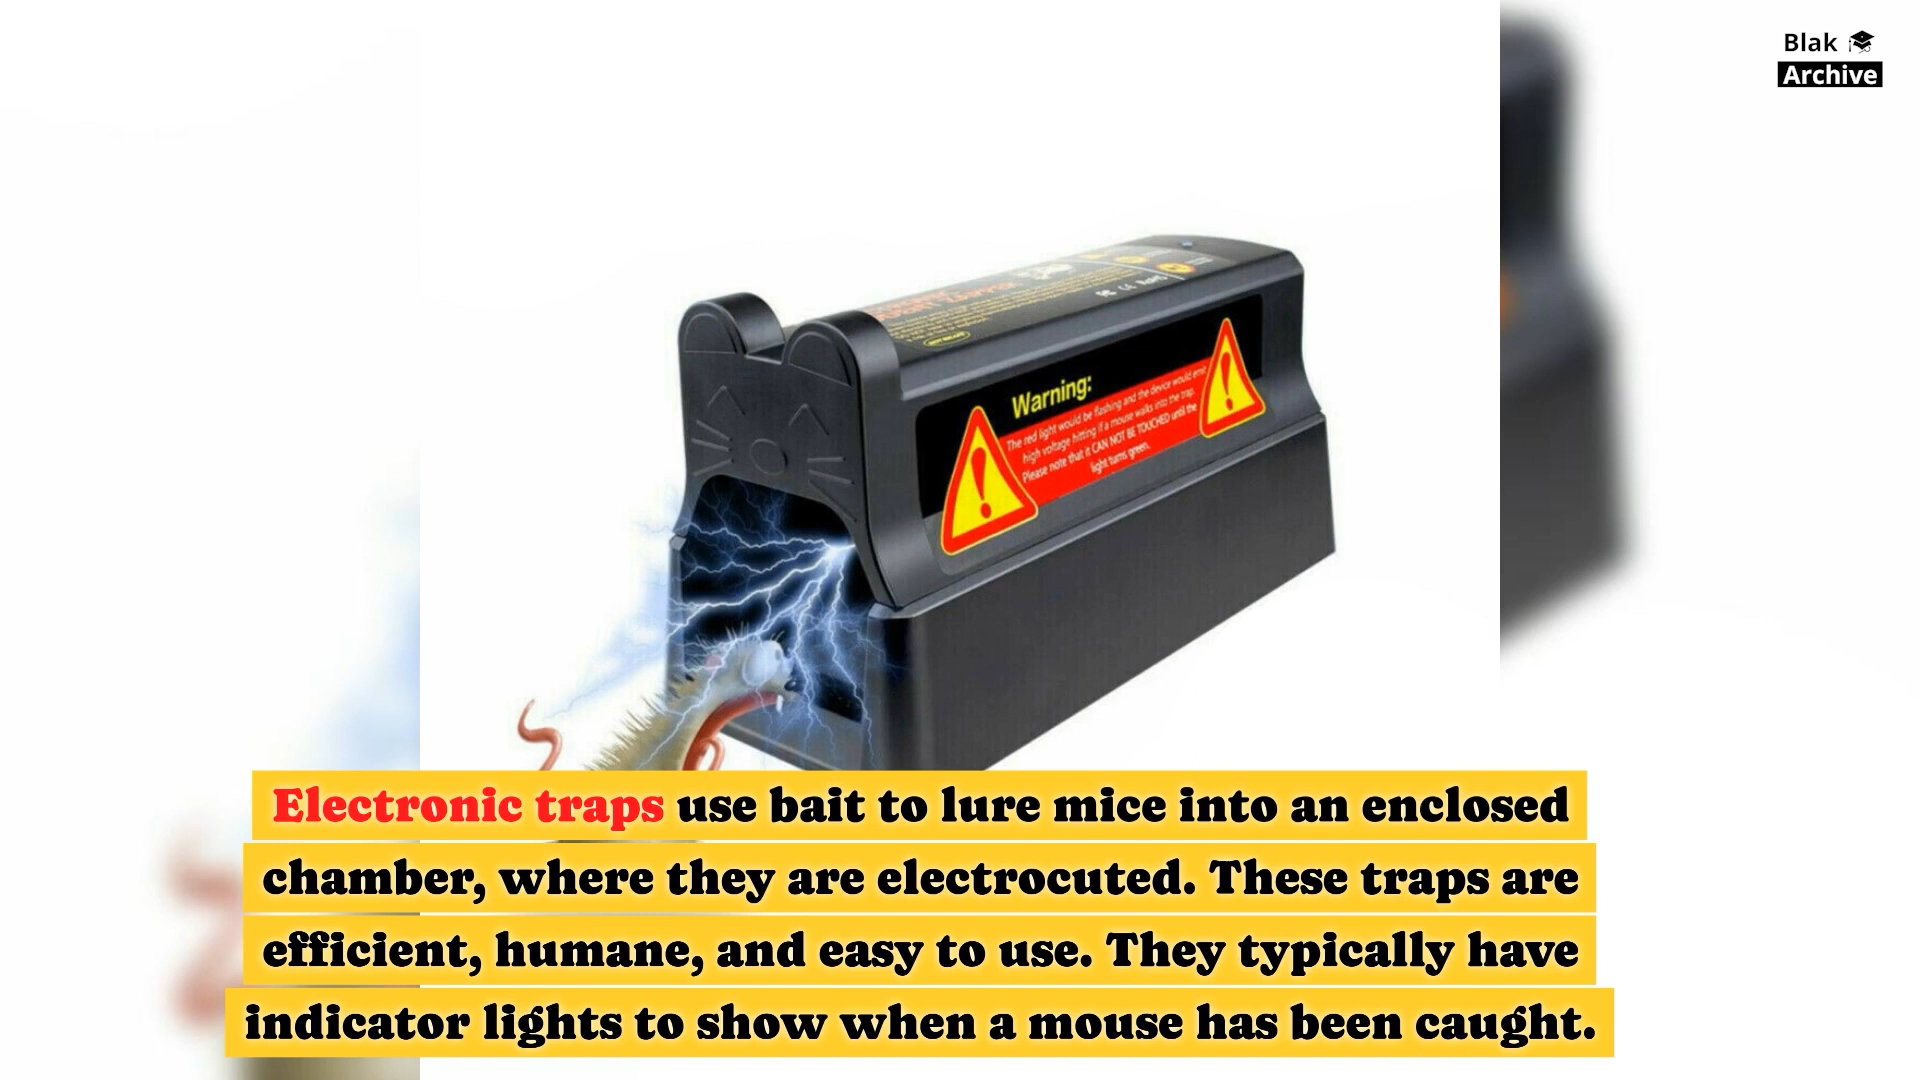 Blak
Archive
Warning:
The red light would be flashing and the device would emit
high voltage hitting if a mouse walks into the trap.
Please note that it CAN NOT BE TOUCHED until the
light turns green.
Electronic traps use bait to lure mice into an enclosed
chamber, where they are electrocuted. These traps are
efficient, humane, and easy to use. They typically have
indicator lights to show when a mouse has been caught.